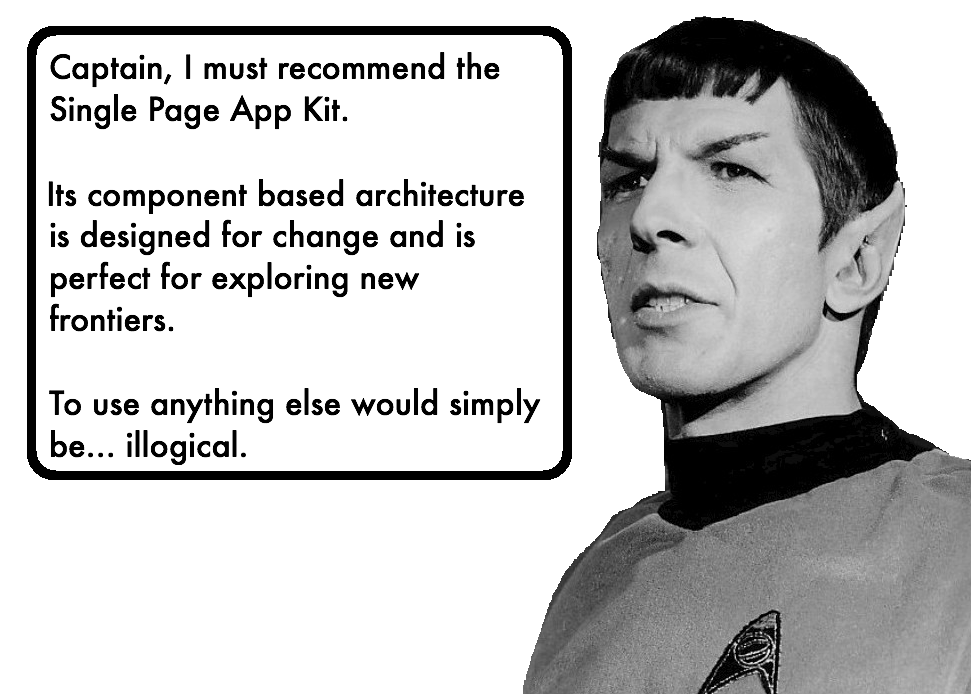 Captain, I must recommend the
Single Page App Kit.
Its component based architecture
is designed for change and is
perfect for exploring new
frontiers.
To use anything else would simply
be... illogical.